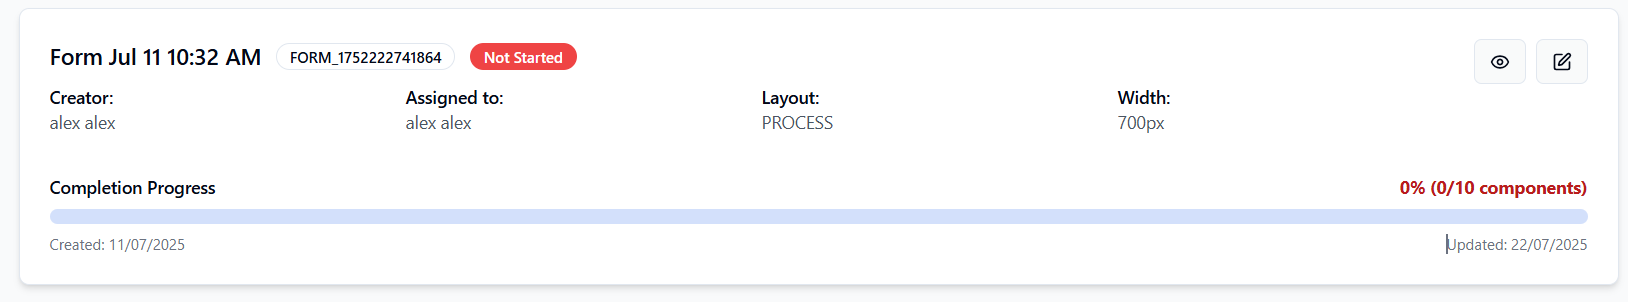 Form Jul 11 10:32 AM FORM_1752222741864 Not Started
Creator: Assigned to: Layout: Width:
alex alex alex alex PROCESS 700px
Completion Progress 0% (0/10 components)
Created: 11/07/2025 Updated: 22/07/2025